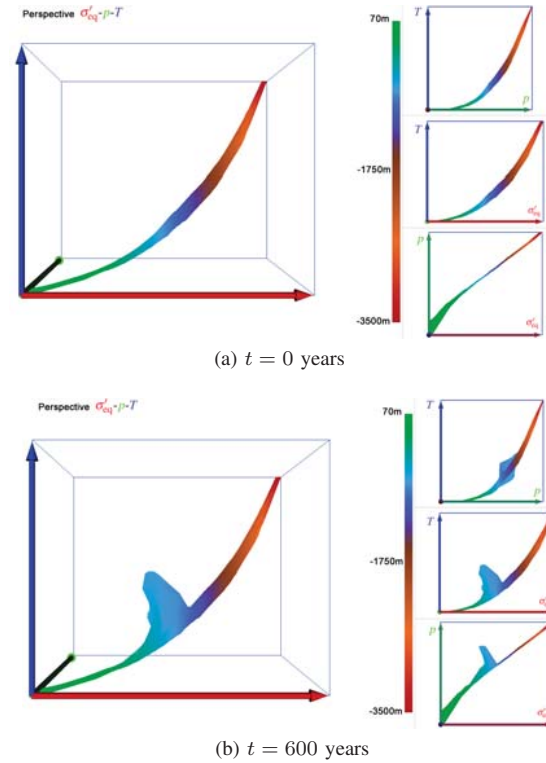 Perspective σ′eq-p-T
70m
-1750m
-3500m
T
p
T
σ′eq
p
σ′eq
(a) t = 0 years
Perspective σ′eq-p-T
70m
-1750m
-3500m
T
p
T
p
(b) t = 600 years